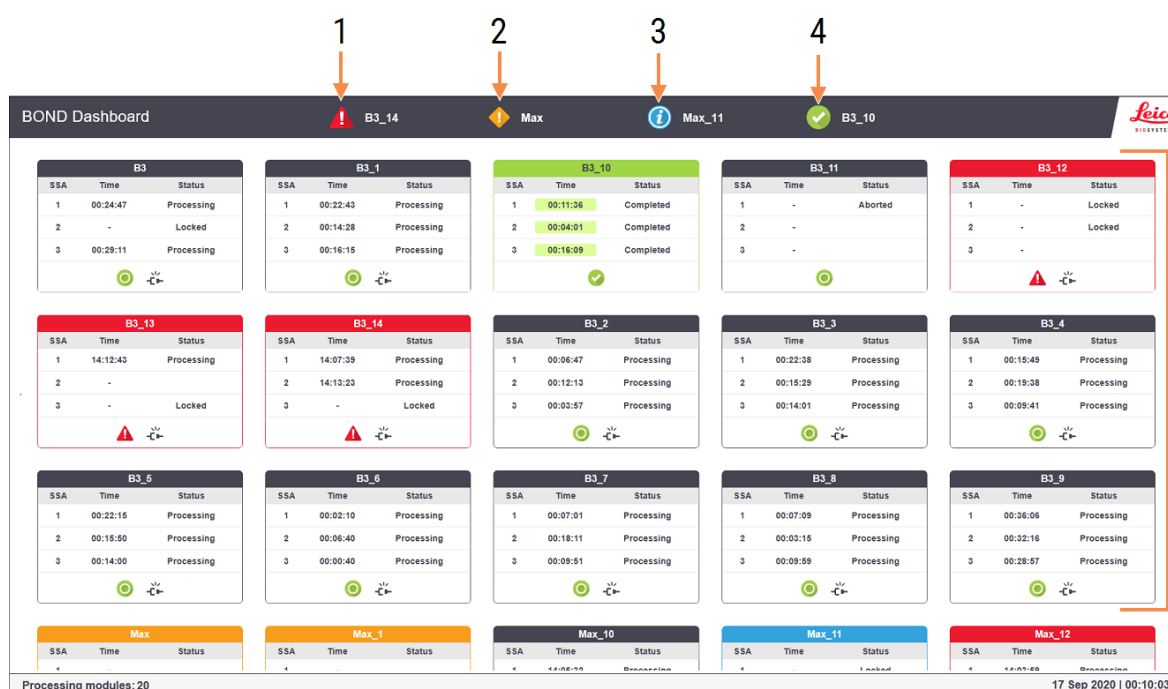 1 2 3 4
BOND Dashboard B3_14 Max Max_11 B3_10
B3 B3_1 B3_10 B3_11 B3_12
SSA Time Status SSA Time Status SSA Time Status SSA Time Status SSA Time Status
1 00:24:47 Processing 1 00:22:43 Processing 1 00:11:36 Completed 1 - Aborted 1 - Locked
2 - Locked 2 00:14:28 Processing 2 00:04:01 Completed 2 - 2 - Locked
3 00:29:11 Processing 3 00:16:15 Processing 3 00:16:09 Completed 3 - 3 -
B3_13 B3_14 B3_2 B3_3 B3_4
SSA Time Status SSA Time Status SSA Time Status SSA Time Status SSA Time Status
1 14:12:43 Processing 1 14:07:39 Processing 1 00:06:47 Processing 1 00:22:38 Processing 1 00:15:49 Processing
2 - 2 14:13:23 Processing 2 00:12:13 Processing 2 00:15:29 Processing 2 00:19:38 Processing
3 - Locked 3 - Locked 3 00:03:57 Processing 3 00:14:01 Processing 3 00:09:41 Processing
B3_5 B3_6 B3_7 B3_8 B3_9
SSA Time Status SSA Time Status SSA Time Status SSA Time Status SSA Time Status
1 00:22:15 Processing 1 00:02:10 Processing 1 00:07:01 Processing 1 00:07:09 Processing 1 00:36:06 Processing
2 00:15:50 Processing 2 00:06:40 Processing 2 00:18:11 Processing 2 00:03:15 Processing 2 00:32:16 Processing
3 00:14:00 Processing 3 00:00:40 Processing 3 00:09:51 Processing 3 00:09:59 Processing 3 00:28:57 Processing
Max Max_1 Max_10 Max_11 Max_12
SSA Time Status SSA Time Status SSA Time Status SSA Time Status SSA Time Status
Processing modules: 20 17 Sep 2020 | 00:10:03